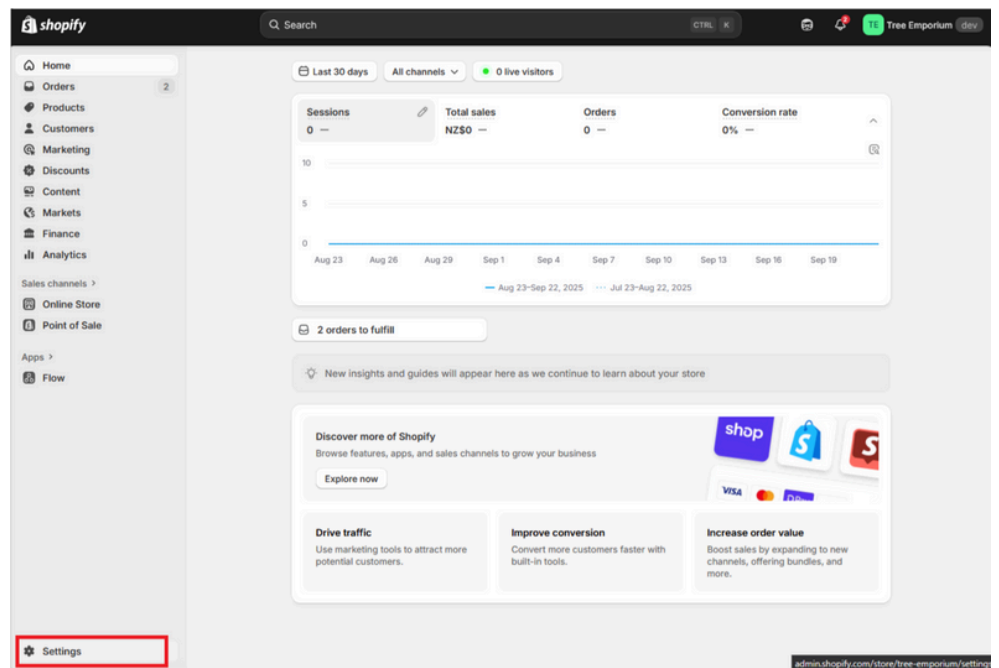 shopify
Search
CTRL K
TE Tree Emporium dev
Home
Orders 2
Products
Customers
Marketing
Discounts
Content
Markets
Finance
Analytics
Sales channels >
Online Store
Point of Sale
Apps >
Flow
Settings
Last 30 days All channels 0 live visitors
Sessions Total sales Orders Conversion rate
0 — NZ$0 — 0 — 0% —
10
5
0
Aug 23 Aug 26 Aug 29 Sep 1 Sep 4 Sep 7 Sep 10 Sep 13 Sep 16 Sep 19
Aug 23–Sep 22, 2025 Jul 23–Aug 22, 2025
2 orders to fulfill
New insights and guides will appear here as we continue to learn about your store
Discover more of Shopify
Browse features, apps, and sales channels to grow your business
Explore now
shop
VISA
Drive traffic
Use marketing tools to attract more
potential customers.
Improve conversion
Convert more customers faster with
built-in tools.
Increase order value
Boost sales by expanding to new
channels, offering bundles, and
more.
admin.shopify.com/store/tree-emporium/settings